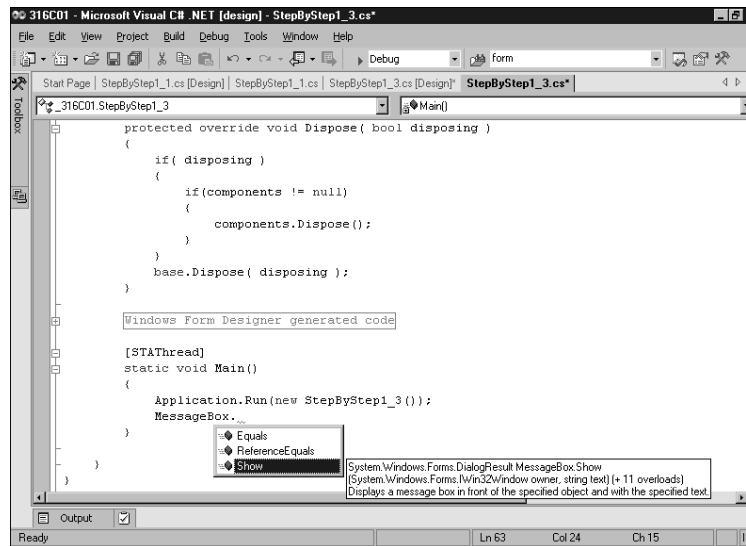 316C01 - Microsoft Visual C# .NET [design] - StepByStep1_3.cs*
File Edit View Project Build Debug Tools Window Help
Debug form
Start Page StepByStep1_1.cs [Design] StepByStep1_1.cs StepByStep1_3.cs [Design]* StepByStep1_3.cs*
Toolbox
_316C01.StepByStep1_3 Main()
protected override void Dispose( bool disposing )
{
if( disposing )
{
if(components != null)
{
components.Dispose();
}
}
base.Dispose( disposing );
}
Windows Form Designer generated code
[STAThread]
static void Main()
{
Application.Run(new StepByStep1_3());
MessageBox.
}
Equals
ReferenceEquals
Show
}
}
System.Windows.Forms.DialogResult MessageBox.Show
(System.Windows.Forms.IWin32Window owner, string text) (+ 11 overloads)
Displays a message box in front of the specified object and with the specified text.
Output
Ready Ln 63 Col 24 Ch 15